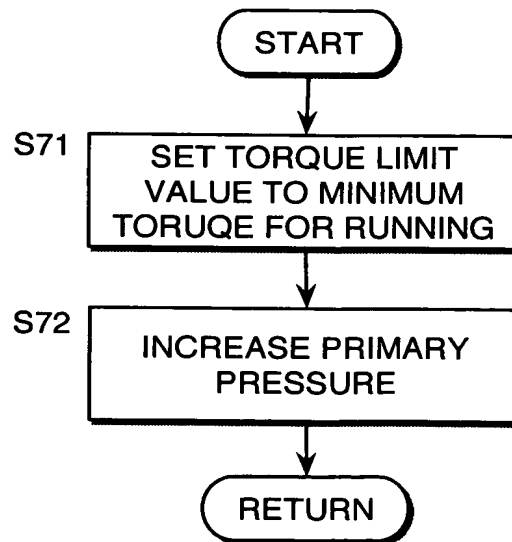 START
S71
SET TORQUE LIMIT
VALUE TO MINIMUM
TORUQE FOR RUNNING
S72
INCREASE PRIMARY
PRESSURE
RETURN